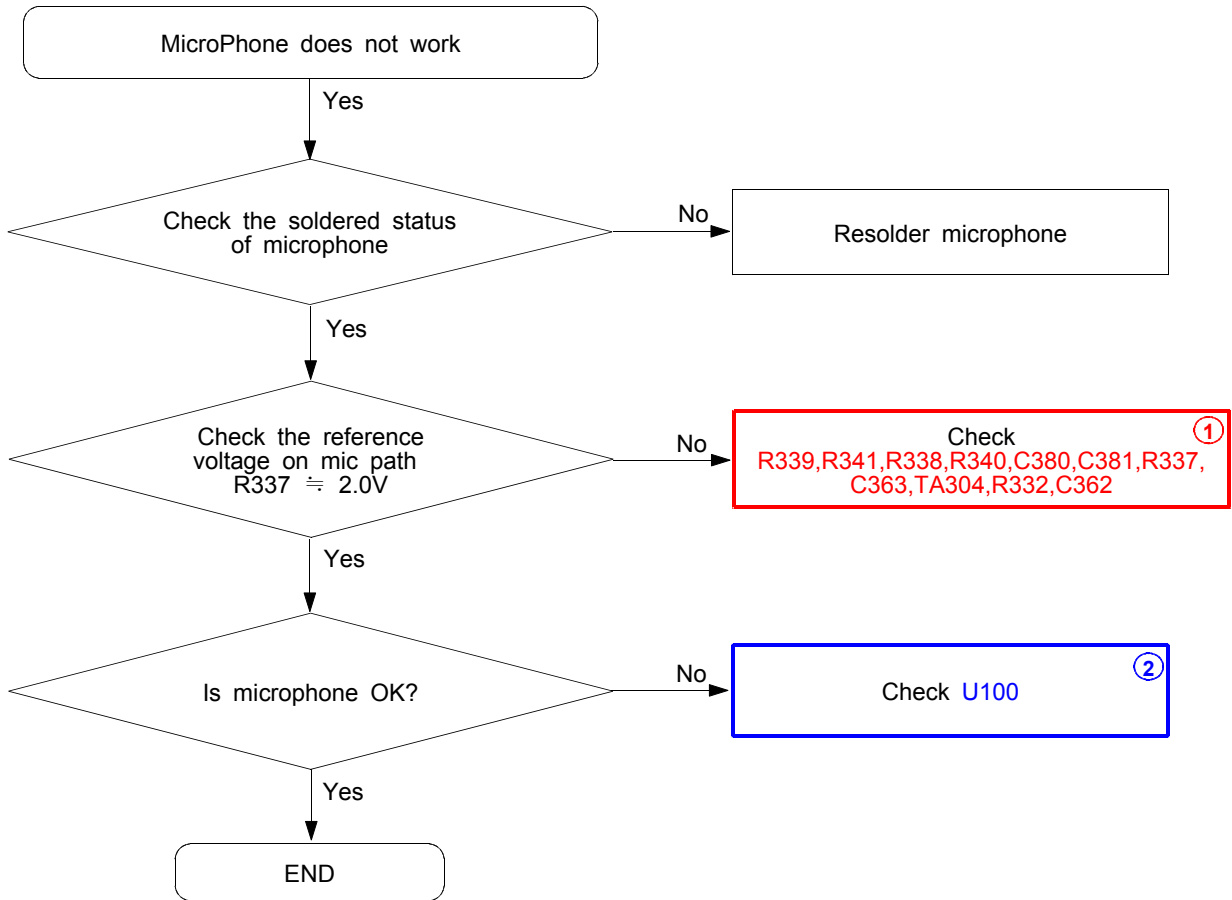 MicroPhone does not work
Yes
Check the soldered status
of microphone
No
Resolder microphone
Yes
Check the reference
voltage on mic path
R337 ≒ 2.0V
No
①
Check
R339,R341,R338,R340,C380,C381,R337,
C363,TA304,R332,C362
Yes
Is microphone OK?
No
②
Check U100
Yes
END